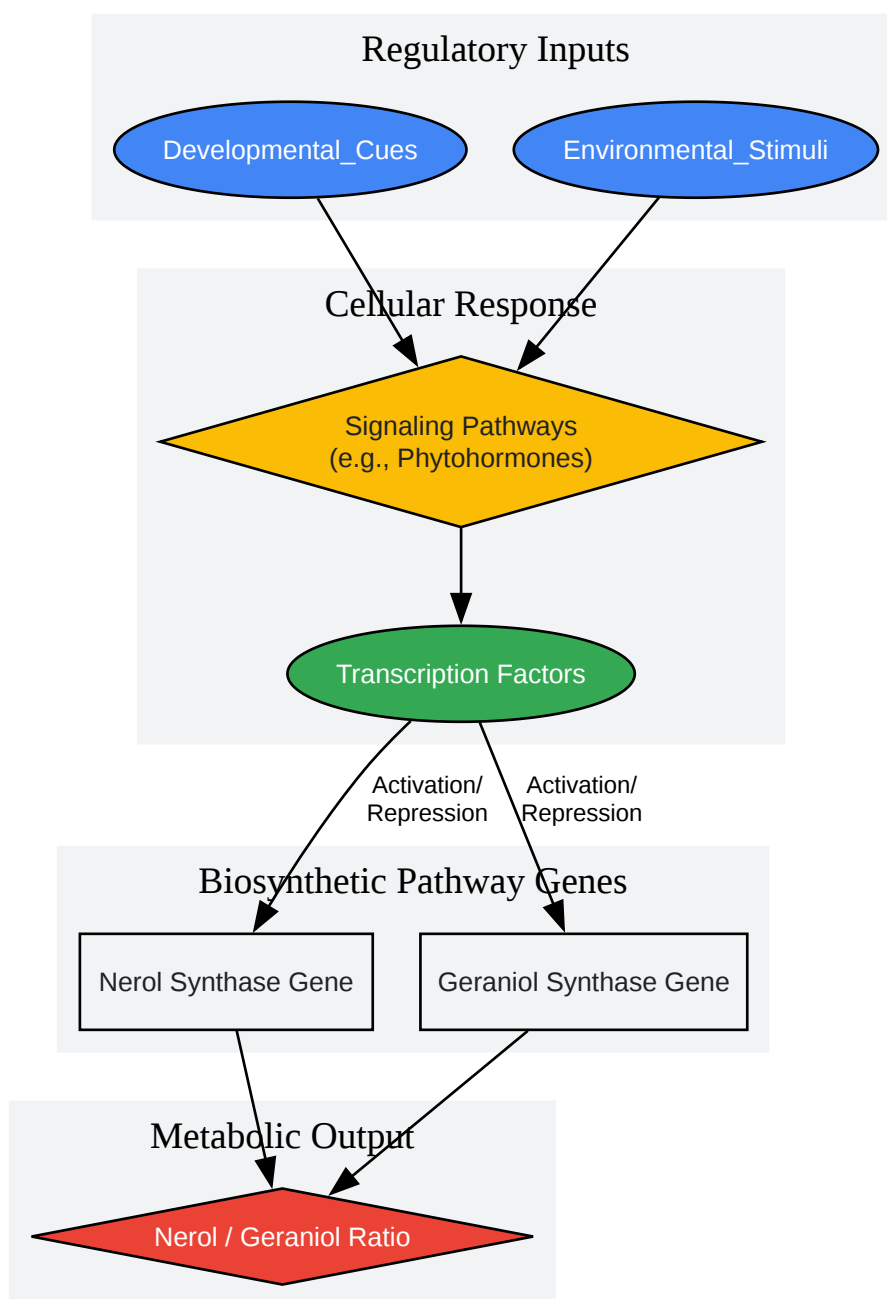 Regulatory Inputs
Developmental_Cues
Environmental_Stimuli
Cellular Response
Signaling Pathways
(e.g., Phytohormones)
Transcription Factors
Activation/
Repression
Activation/
Repression
Biosynthetic Pathway Genes
Nerol Synthase Gene
Geraniol Synthase Gene
Metabolic Output
Nerol / Geraniol Ratio